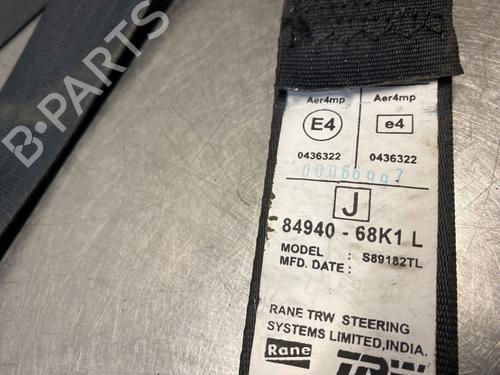 B-PARTS
Aer4mp Aer4mp
E4 e4
0436322 0436322
00066997
J
84940 - 68K1 L
MODEL : S89182TL
MFD. DATE :
RANE TRW STEERING
SYSTEMS LIMITED,INDIA.
Rane TRW